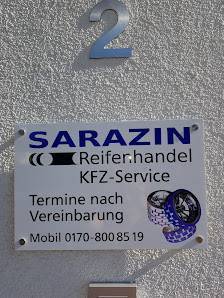 2
SARAZIN
Reifenhandel
KFZ-Service
Termine nach
Vereinbarung
Mobil 0170-800 85 19